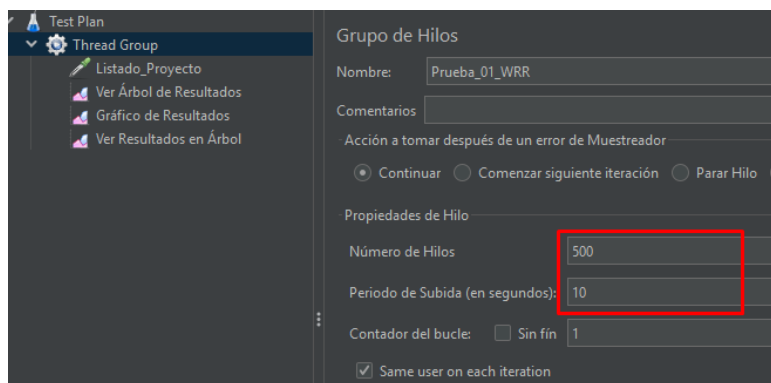 Test Plan
Thread Group
Listado_Proyecto
Ver Árbol de Resultados
Gráfico de Resultados
Ver Resultados en Árbol
Grupo de Hilos
Nombre: Prueba_01_WRR
Comentarios
Acción a tomar después de un error de Muestreador
Continuar Comenzar siguiente iteración Parar Hilo
Propiedades de Hilo
Número de Hilos 500
Periodo de Subida (en segundos): 10
Contador del bucle: Sin fín 1
Same user on each iteration